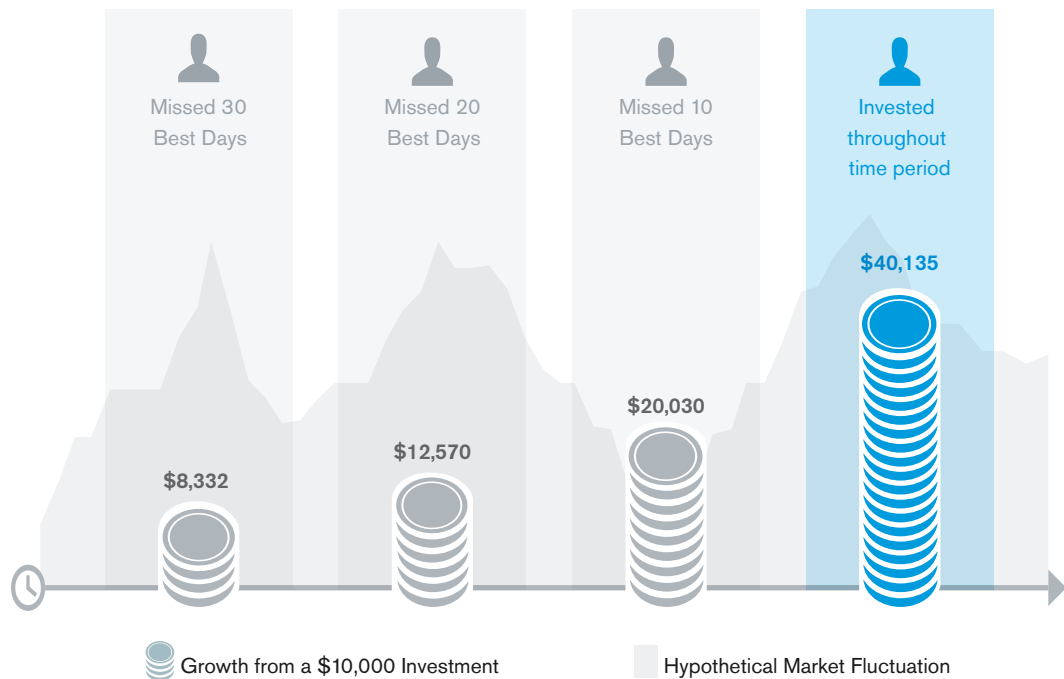 Missed 30
Best Days
Missed 20
Best Days
Missed 10
Best Days
Invested
throughout
time period
$40,135
$20,030
$12,570
$8,332
Growth from a $10,000 Investment
Hypothetical Market Fluctuation